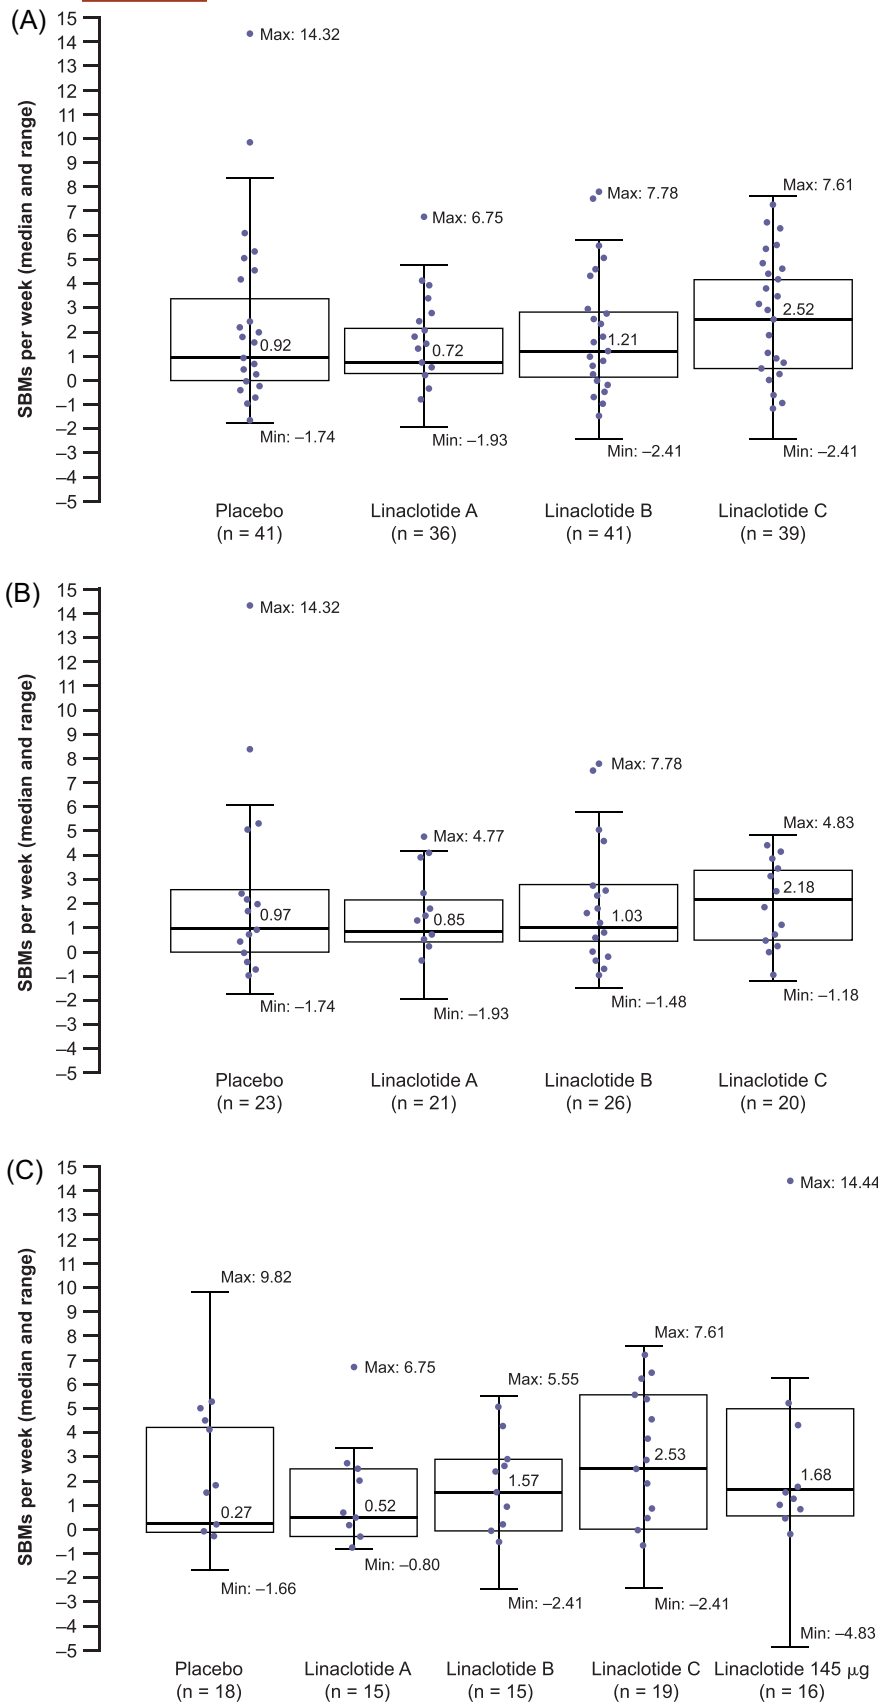 (A)
SBMs per week (median and range)
15
14
13
12
11
10
9
8
7
6
5
4
3
2
1
0
–1
–2
–3
–4
–5
Max: 14.32
Max: 6.75
Max: 7.78
Max: 7.61
0.92
0.72
1.21
2.52
Min: –1.74
Min: –1.93
Min: –2.41
Min: –2.41
Placebo
(n = 41)
Linaclotide A
(n = 36)
Linaclotide B
(n = 41)
Linaclotide C
(n = 39)
(B)
SBMs per week (median and range)
15
14
13
12
11
10
9
8
7
6
5
4
3
2
1
0
–1
–2
–3
–4
–5
Max: 14.32
Max: 4.77
Max: 7.78
Max: 4.83
0.97
0.85
1.03
2.18
Min: –1.74
Min: –1.93
Min: –1.48
Min: –1.18
Placebo
(n = 23)
Linaclotide A
(n = 21)
Linaclotide B
(n = 26)
Linaclotide C
(n = 20)
(C)
SBMs per week (median and range)
15
14
13
12
11
10
9
8
7
6
5
4
3
2
1
0
–1
–2
–3
–4
–5
Max: 9.82
Max: 6.75
Max: 5.55
Max: 7.61
Max: 14.44
0.27
0.52
1.57
2.53
1.68
Min: –1.66
Min: –0.80
Min: –2.41
Min: –2.41
Min: –4.83
Placebo
(n = 18)
Linaclotide A
(n = 15)
Linaclotide B
(n = 15)
Linaclotide C
(n = 19)
Linaclotide 145 μg
(n = 16)